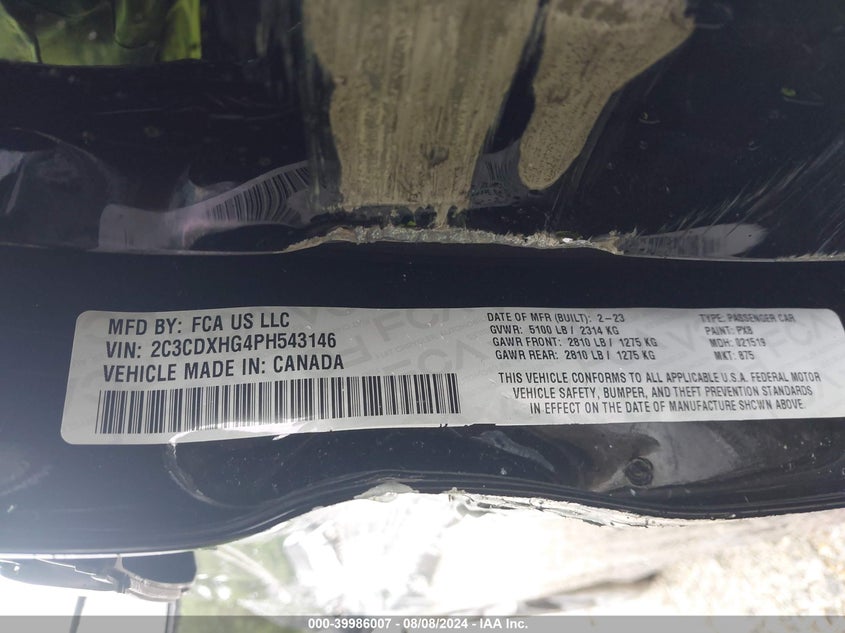 MFD BY: FCA US LLC
VIN: 2C3CDXHG4PH543146
VEHICLE MADE IN: CANADA
DATE OF MFR (BUILT): 2-23
GVWR: 5100 LB / 2314 KG
GAWR FRONT: 2810 LB / 1275 KG
GAWR REAR: 2810 LB / 1275 KG
TYPE: PASSENGER CAR
PAINT: PX8
MDH: 021519
MKT: 875
THIS VEHICLE CONFORMS TO ALL APPLICABLE U.S.A. FEDERAL MOTOR
VEHICLE SAFETY, BUMPER, AND THEFT PREVENTION STANDARDS
IN EFFECT ON THE DATE OF MANUFACTURE SHOWN ABOVE.
000-39986007 - 08/08/2024 - IAA Inc.